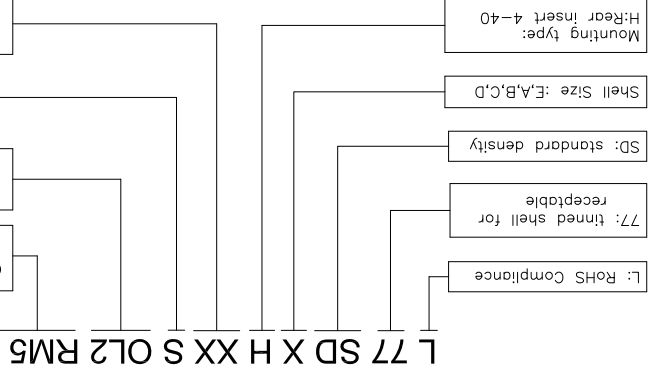 L 77 SD X H XX S OL2 RM5
L: RoHS Compliance
77: tinned shell for
receptable
SD: standard density
Shell Size :E,A,B,C,D
Mounting type:
H:Rear insert 4-40